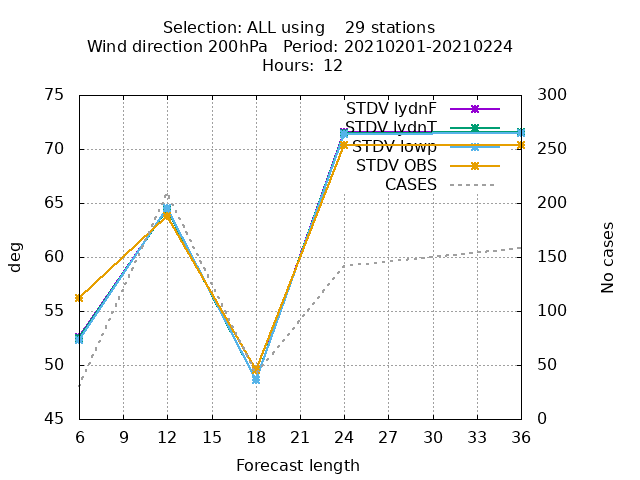 Selection: ALL using    29 stations
Wind direction 200hPa   Period: 20210201-20210224
Hours:  12
75 300
STDV lydnF
STDV lydnT
70 STDV lowp 250
STDV OBS
CASES
65 200
60 150
deg
No cases
55 100
50 50
45 0
6 9 12 15 18 21 24 27 30 33 36
Forecast length